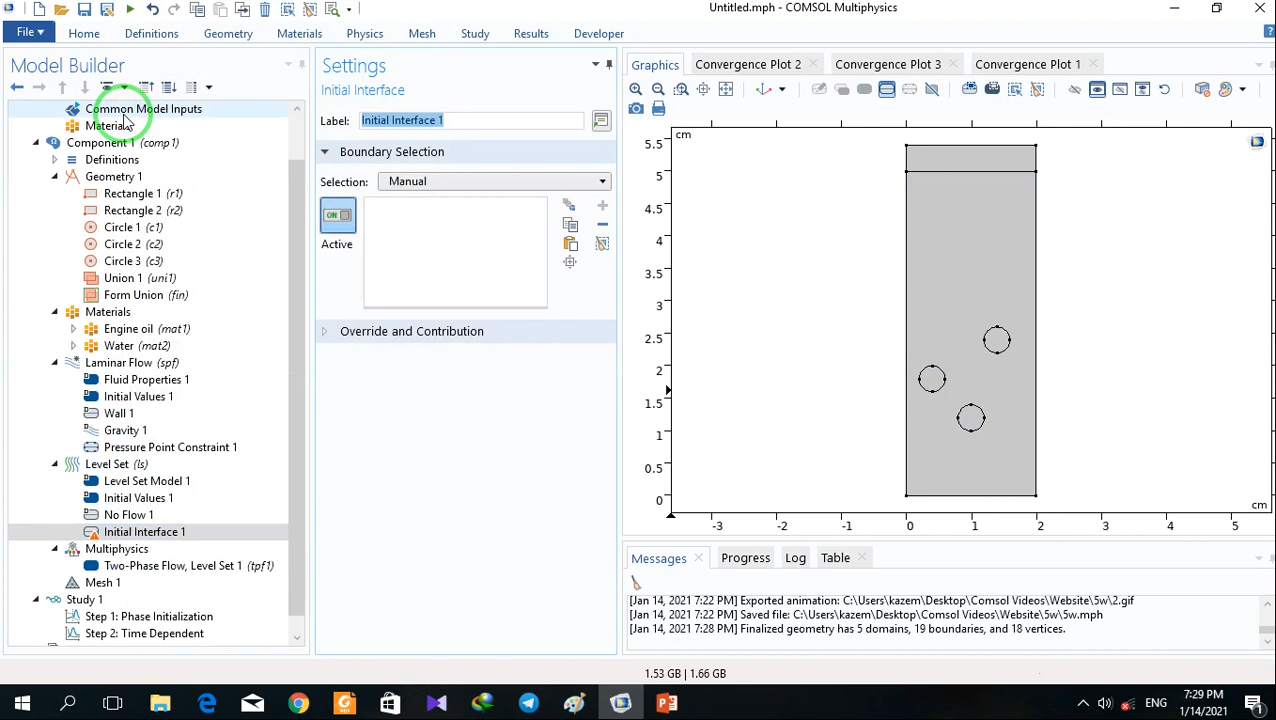 Untitled.mph - COMSOL Multiphysics
File
Home
Definitions
Geometry
Materials
Physics
Mesh
Study
Results
Developer
Model Builder
Common Model Inputs
Materials
Component 1 (comp1)
Definitions
Geometry 1
Rectangle 1 (r1)
Rectangle 2 (r2)
Circle 1 (c1)
Circle 2 (c2)
Circle 3 (c3)
Union 1 (uni1)
Form Union (fin)
Materials
Engine oil (mat1)
Water (mat2)
Laminar Flow (spf)
Fluid Properties 1
Initial Values 1
Wall 1
Gravity 1
Pressure Point Constraint 1
Level Set (ls)
Level Set Model 1
Initial Values 1
No Flow 1
Initial Interface 1
Multiphysics
Two-Phase Flow, Level Set 1 (tpf1)
Mesh 1
Study 1
Step 1: Phase Initialization
Step 2: Time Dependent
Settings
Initial Interface
Label: Initial Interface 1
Boundary Selection
Selection: Manual
ON
Active
Override and Contribution
Graphics
Convergence Plot 2
Convergence Plot 3
Convergence Plot 1
cm
5.5
5
4.5
4
3.5
3
2.5
2
1.5
1
0.5
0
cm
-3 -2 -1 0 1 2 3 4 5
Messages
Progress
Log
Table
[Jan 14, 2021 7:22 PM] Exported animation: C:\Users\kazem\Desktop\Comsol Videos\Website\5w\2.gif
[Jan 14, 2021 7:22 PM] Saved file: C:\Users\kazem\Desktop\Comsol Videos\Website\5w\5w.mph
[Jan 14, 2021 7:28 PM] Finalized geometry has 5 domains, 19 boundaries, and 18 vertices.
1.53 GB | 1.66 GB
ENG
7:29 PM
1/14/2021